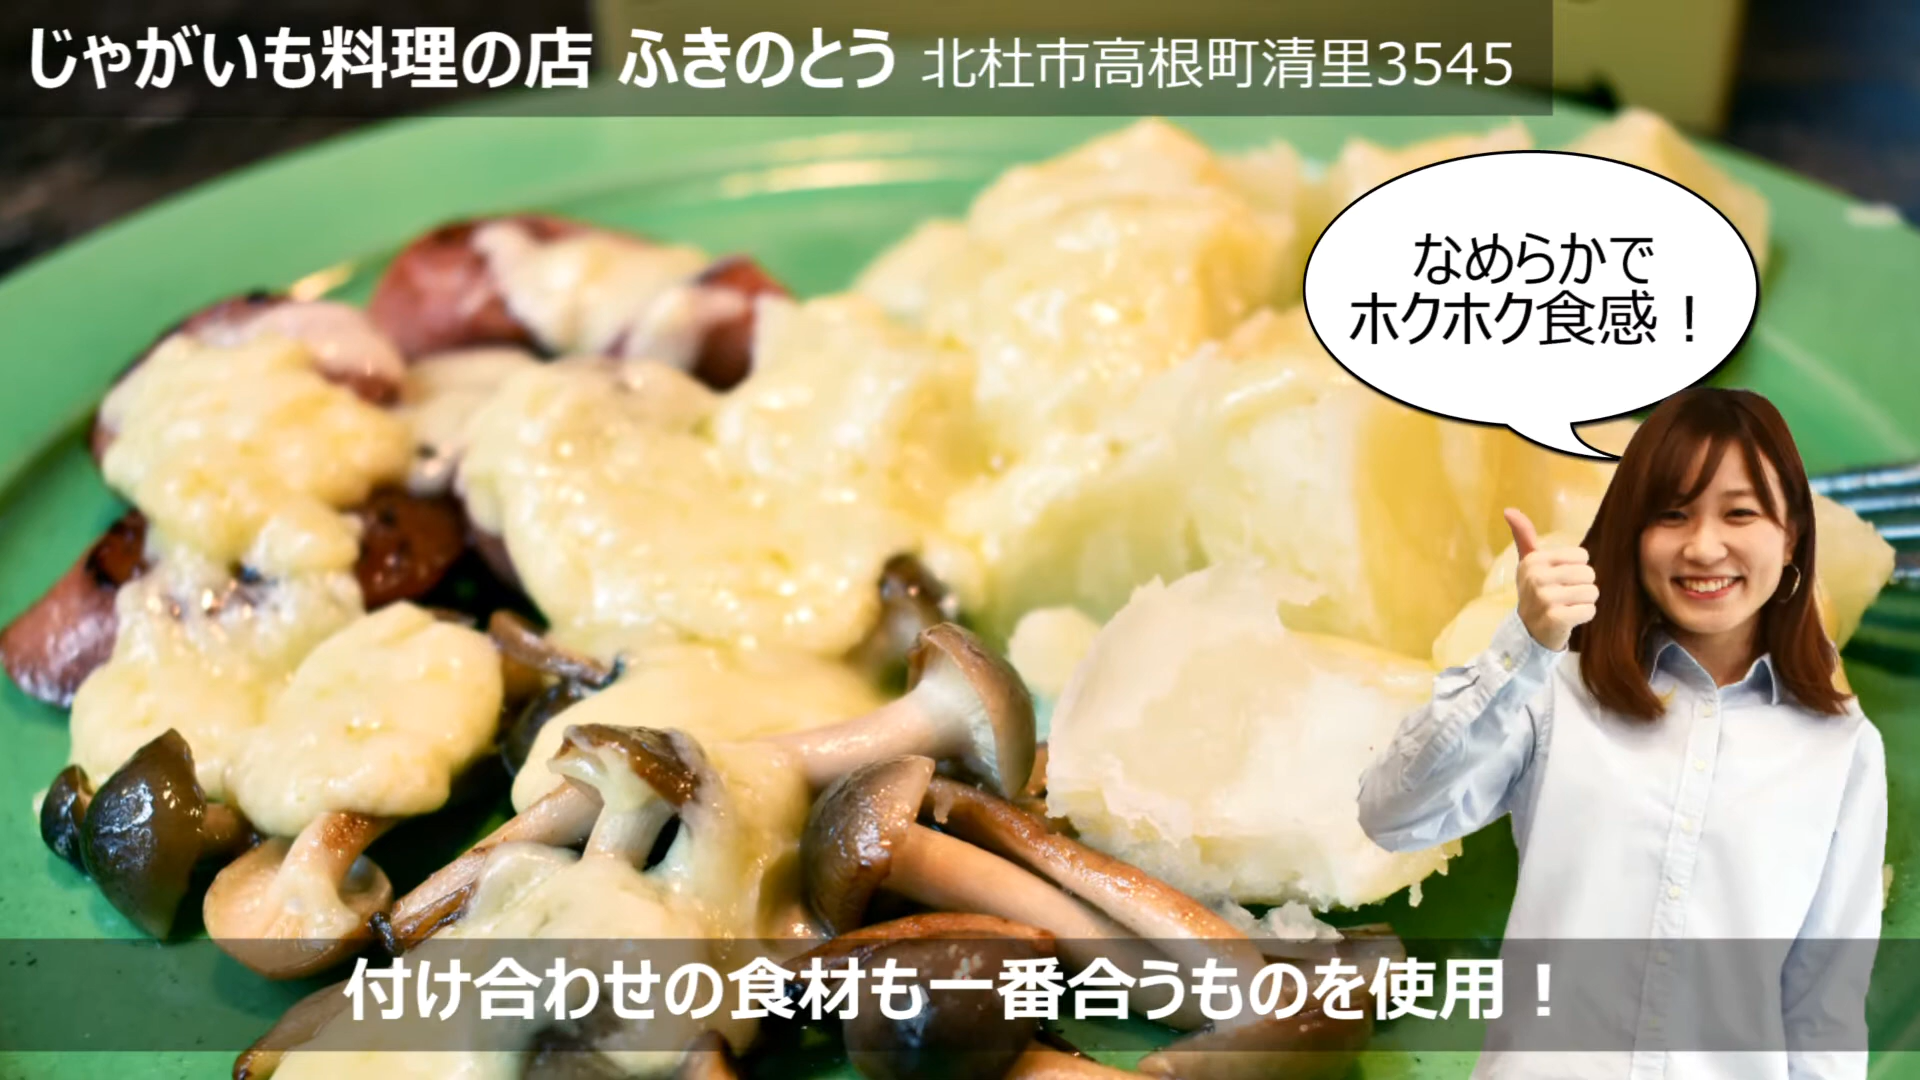 じゃがいも料理の店 ふきのとう 北杜市高根町清里3545
なめらかで
ホクホク食感！
付け合わせの食材も一番合うものを使用！